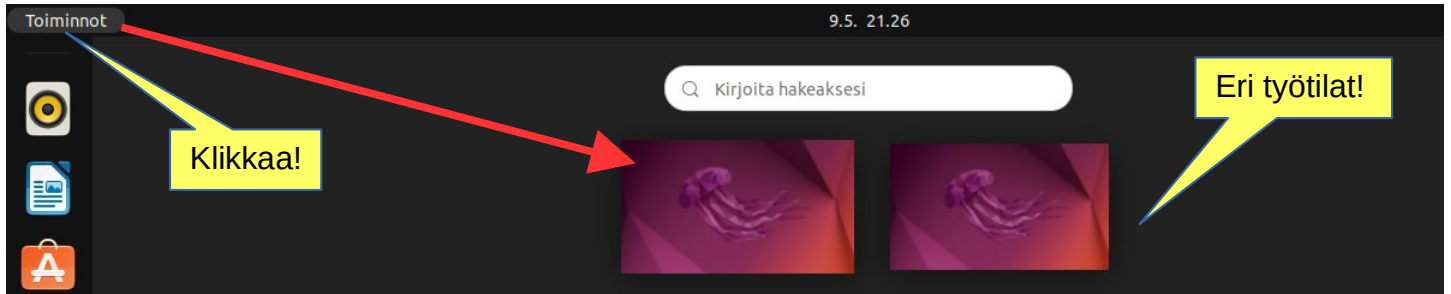 Toiminnot
9.5. 21.26
Kirjoita hakeaksesi
Eri työtilat!
Klikkaa!